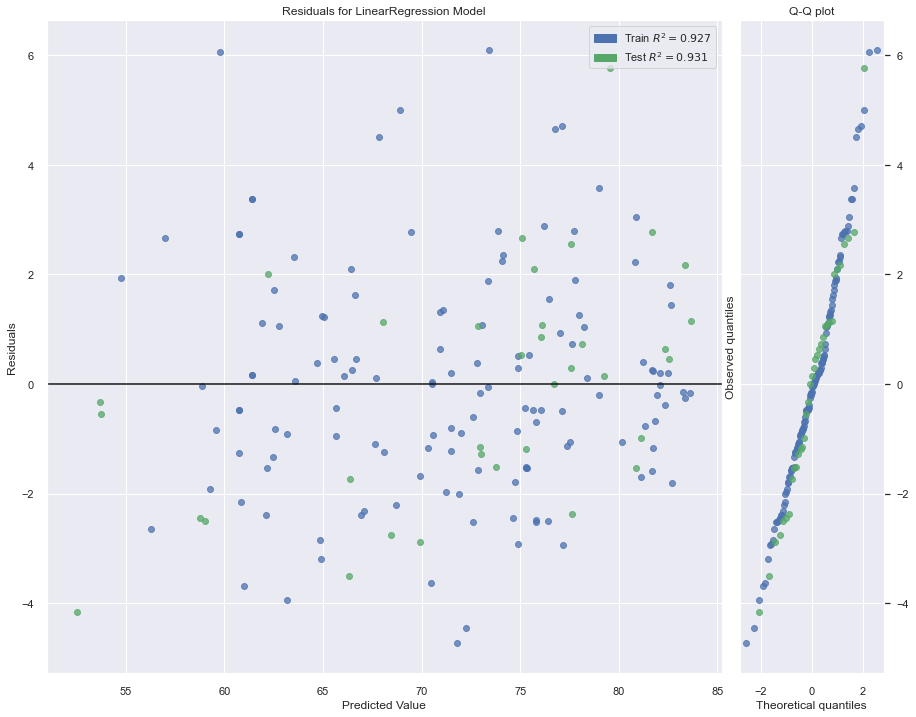 Residuals for LinearRegression Model
Q-Q plot
Train R² = 0.927
Test R² = 0.931
Residuals
6
4
2
0
−2
−4
55
60
65
70
75
80
85
Predicted Value
Observed quantiles
6
4
2
0
−2
−4
−2
0
2
Theoretical quantiles